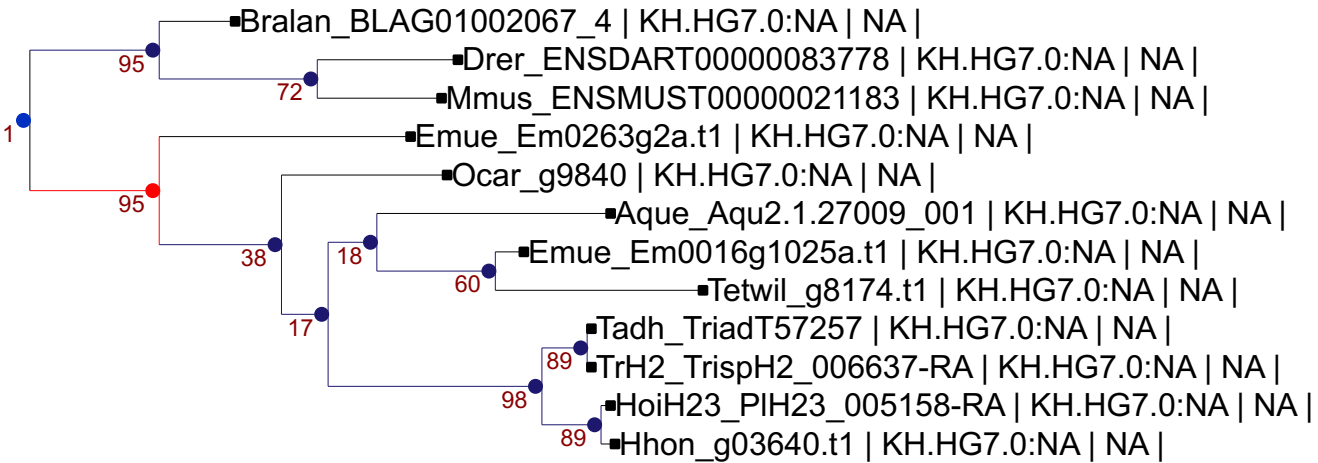 Bralan_BLAG01002067_4 | KH.HG7.0:NA | NA |
95
Drer_ENSDART00000083778 | KH.HG7.0:NA | NA |
72
Mmus_ENSMUST00000021183 | KH.HG7.0:NA | NA |
1
Emue_Em0263g2a.t1 | KH.HG7.0:NA | NA |
Ocar_g9840 | KH.HG7.0:NA | NA |
95
Aque_Aqu2.1.27009_001 | KH.HG7.0:NA | NA |
38
18
Emue_Em0016g1025a.t1 | KH.HG7.0:NA | NA |
60
Tetwil_g8174.t1 | KH.HG7.0:NA | NA |
17
Tadh_TriadT57257 | KH.HG7.0:NA | NA |
89
TrH2_TrispH2_006637-RA | KH.HG7.0:NA | NA |
98
HoiH23_PlH23_005158-RA | KH.HG7.0:NA | NA |
89
Hhon_g03640.t1 | KH.HG7.0:NA | NA |